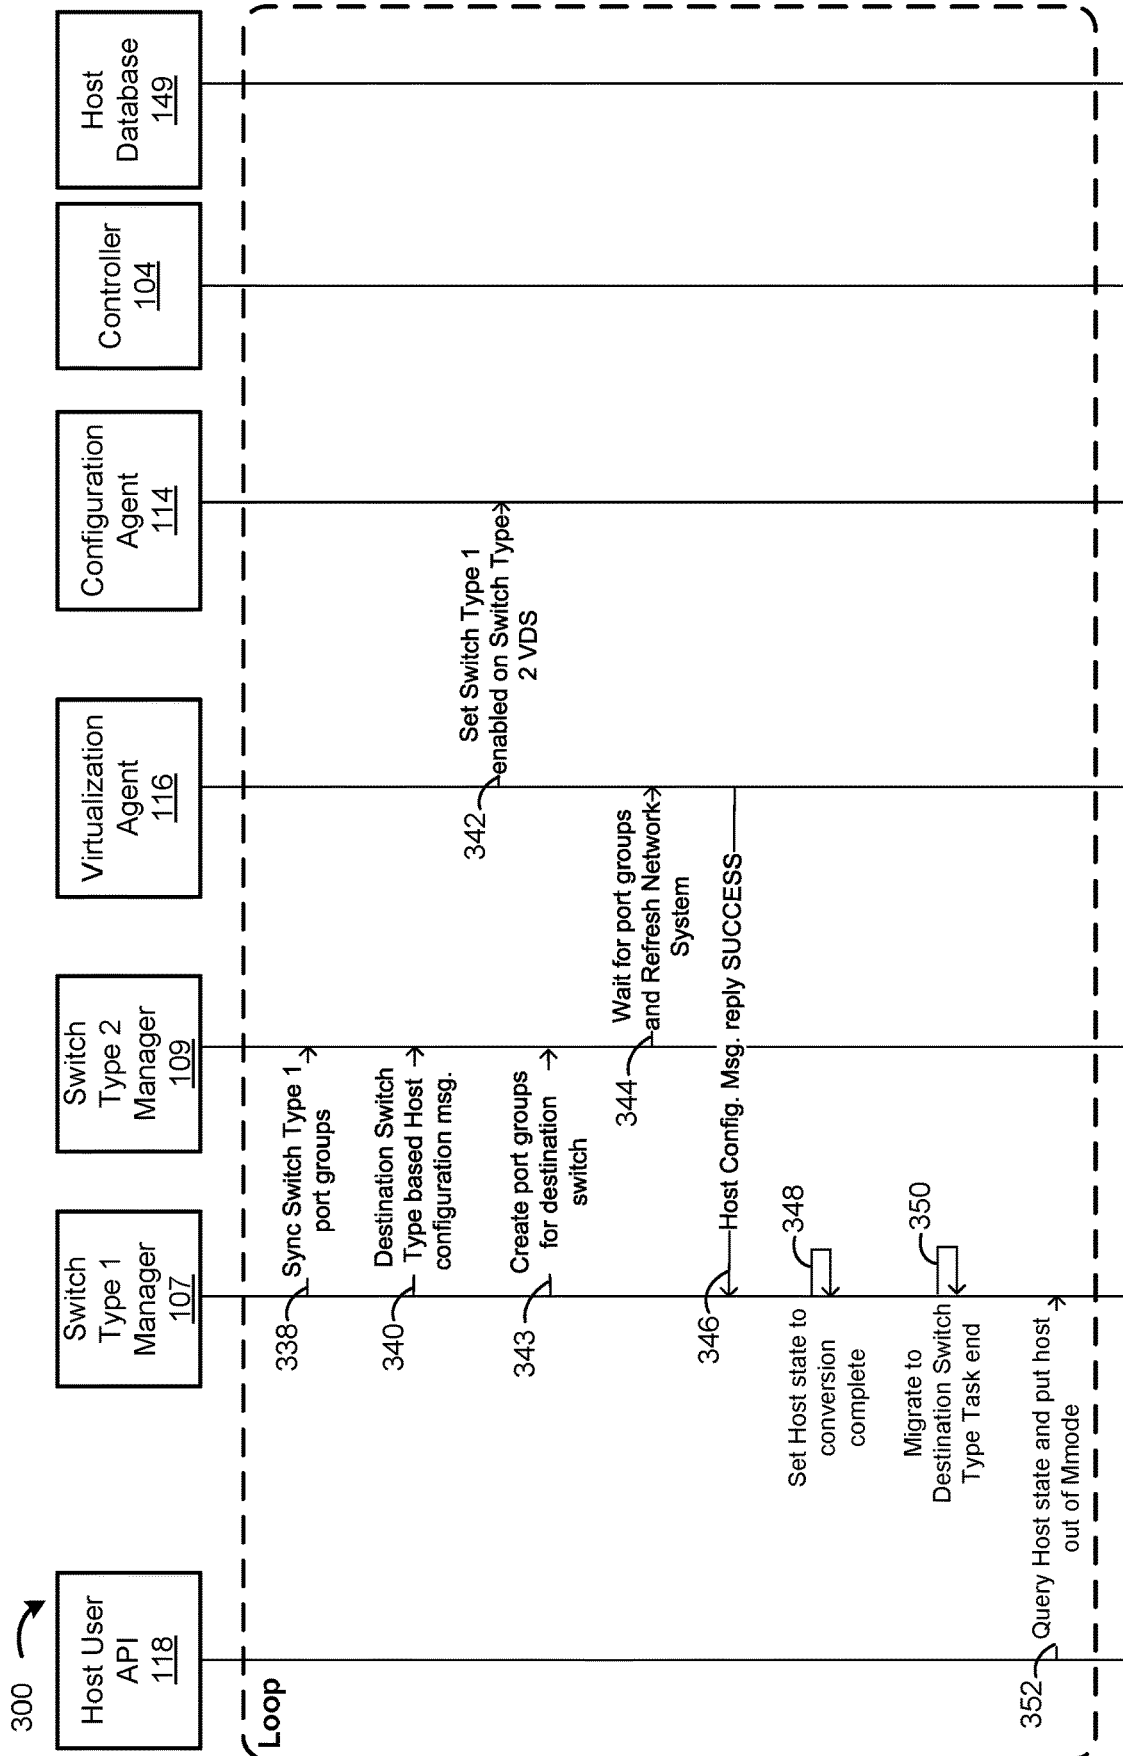 300
Host User
API
118
Switch
Type 1
Manager
107
Switch
Type 2
Manager
109
Virtualization
Agent
116
Configuration
Agent
114
Controller
104
Host
Database
149
Loop
338
Sync Switch Type 1
port groups
340
Destination Switch
Type based Host
configuration msg.
342
Set Switch Type 1
enabled on Switch Type
2 VDS
343
Create port groups
for destination
switch
344
Wait for port groups
and Refresh Network
System
346
Host Config. Msg. reply SUCCESS
348
Set Host state to
conversion
complete
350
Migrate to
Destination Switch
Type Task end
352
Query Host state and put host
out of Mmode